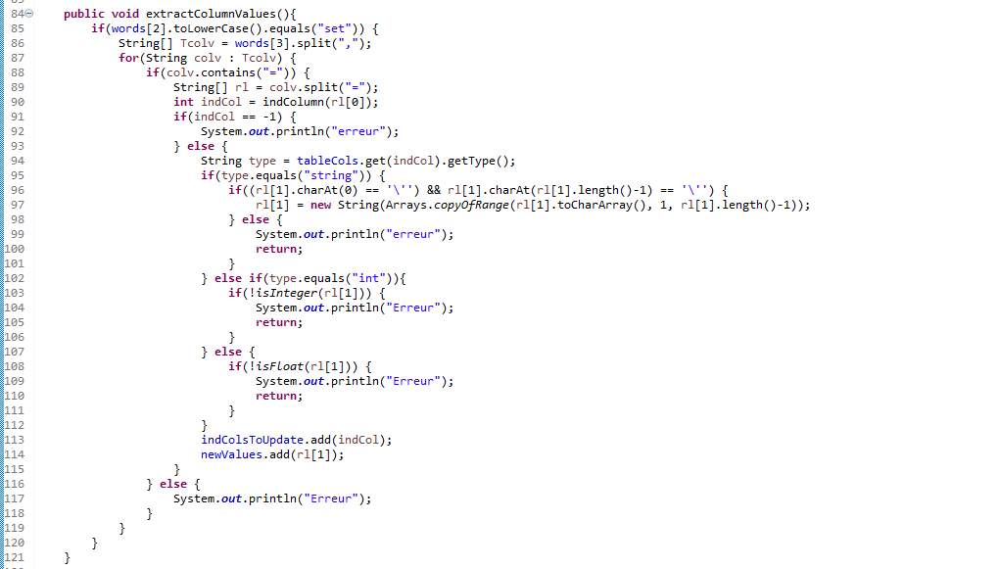 84 public void extractColumnValues(){
85 if(words[2].toLowerCase().equals("set")) {
86 String[] Tcolv = words[3].split(",");
87 for(String colv : Tcolv) {
88 if(colv.contains("=")) {
89 String[] rl = colv.split("=");
90 int indCol = indColumn(rl[0]);
91 if(indCol == -1) {
92 System.out.println("erreur");
93 } else {
94 String type = tableCols.get(indCol).getType();
95 if(type.equals("string")) {
96 if((rl[1].charAt(0) == '\'') && rl[1].charAt(rl[1].length()-1) == '\'') {
97 rl[1] = new String(Arrays.copyOfRange(rl[1].toCharArray(), 1, rl[1].length()-1));
98 } else {
99 System.out.println("erreur");
100 return;
101 }
102 } else if(type.equals("int")){
103 if(!isInteger(rl[1])) {
104 System.out.println("Erreur");
105 return;
106 }
107 } else {
108 if(!isFloat(rl[1])) {
109 System.out.println("Erreur");
110 return;
111 }
112 }
113 indColsToUpdate.add(indCol);
114 newValues.add(rl[1]);
115 }
116 } else {
117 System.out.println("Erreur");
118 }
119 }
120 }
121 }